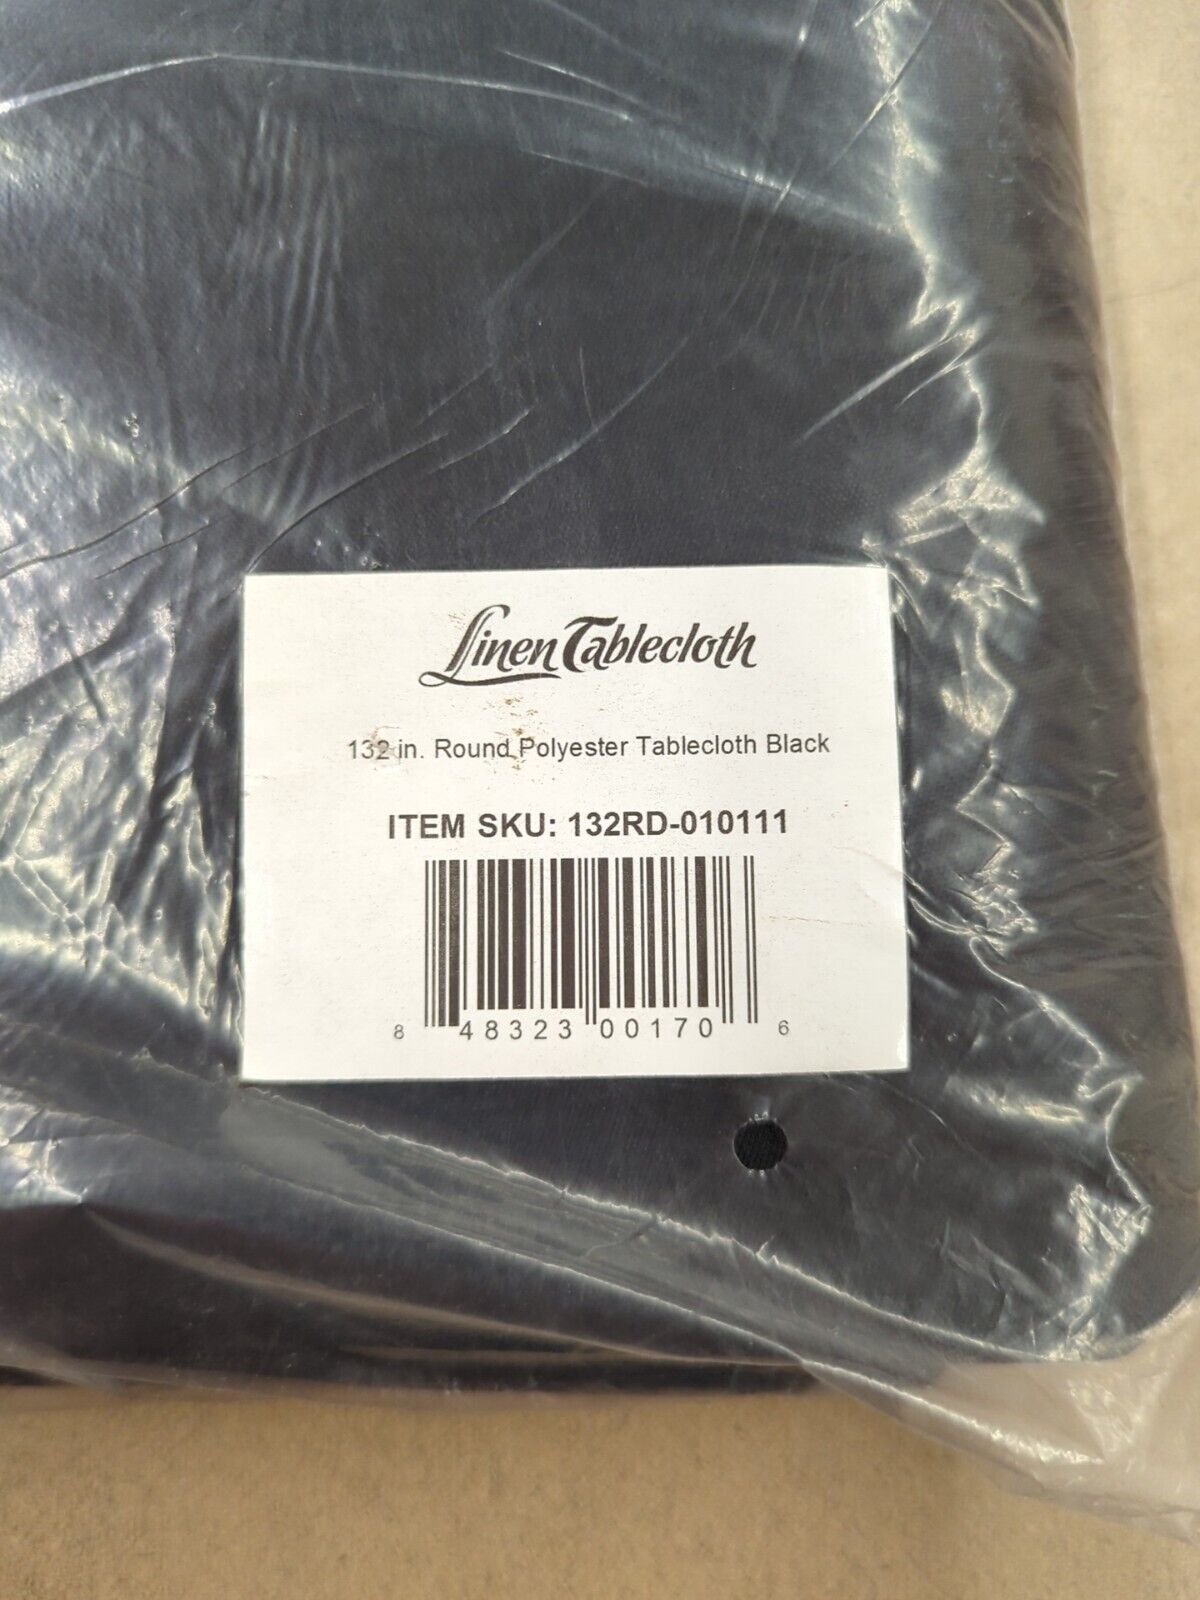 Linen Tablecloth
132 in. Round Polyester Tablecloth Black
ITEM SKU: 132RD-010111
8 48323 00170 6